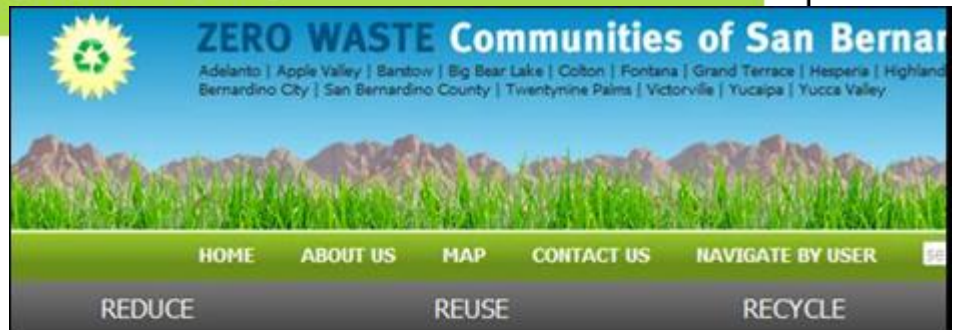 ZERO WASTE Communities of San Bernar
Adelanto | Apple Valley | Barstow | Big Bear Lake | Colton | Fontana | Grand Terrace | Hesperia | Highland
Bernardino City | San Bernardino County | Twentynine Palms | Victorville | Yucaipa | Yucca Valley
HOME ABOUT US MAP CONTACT US NAVIGATE BY USER se
REDUCE REUSE RECYCLE